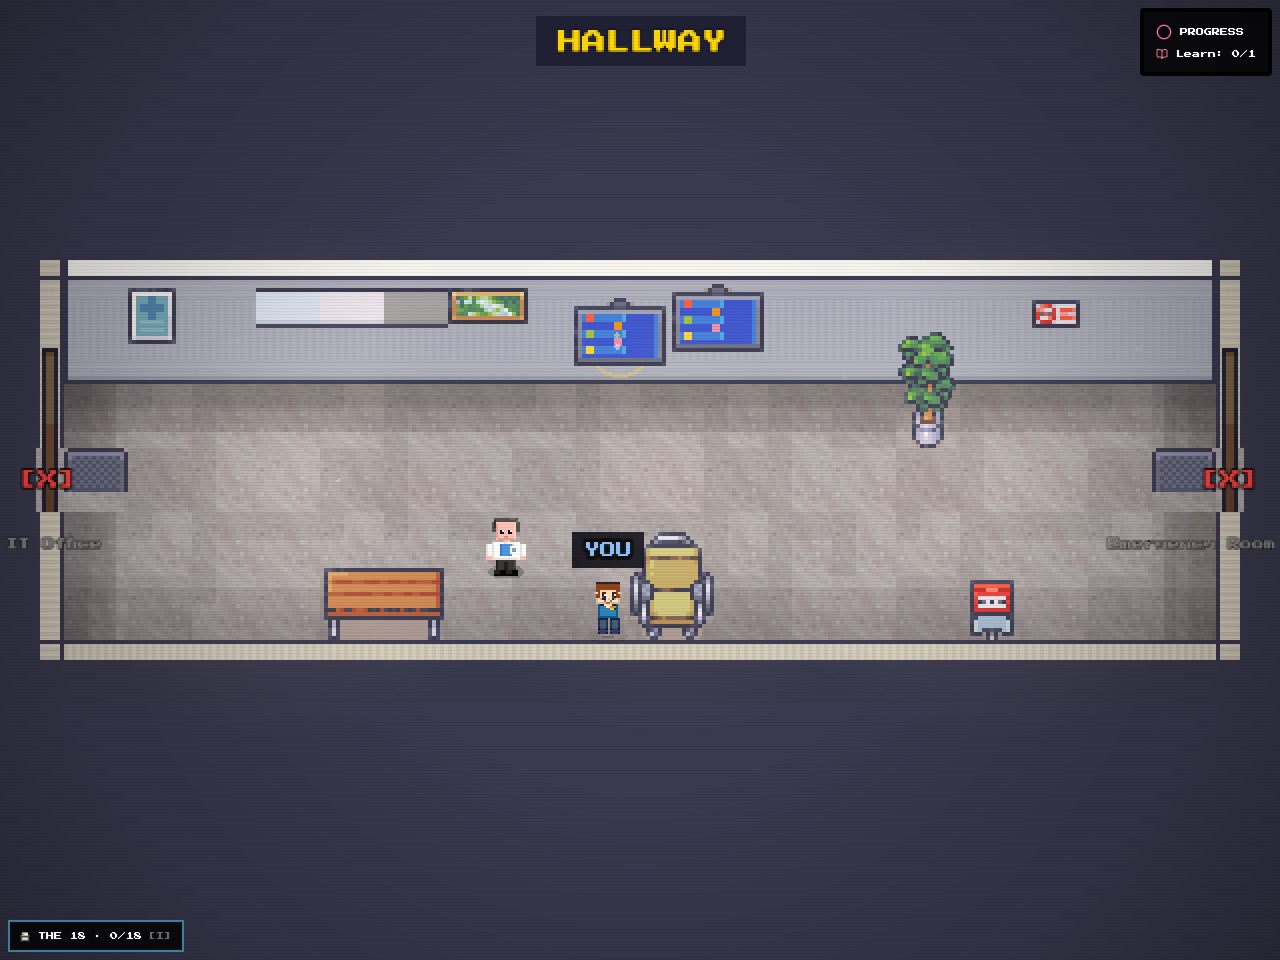 HALLWAY
PROGRESS
Learn: 0/1
[X]
[X]
IT Office
Emergency Room
YOU
THE 18 · 0/18 [I]